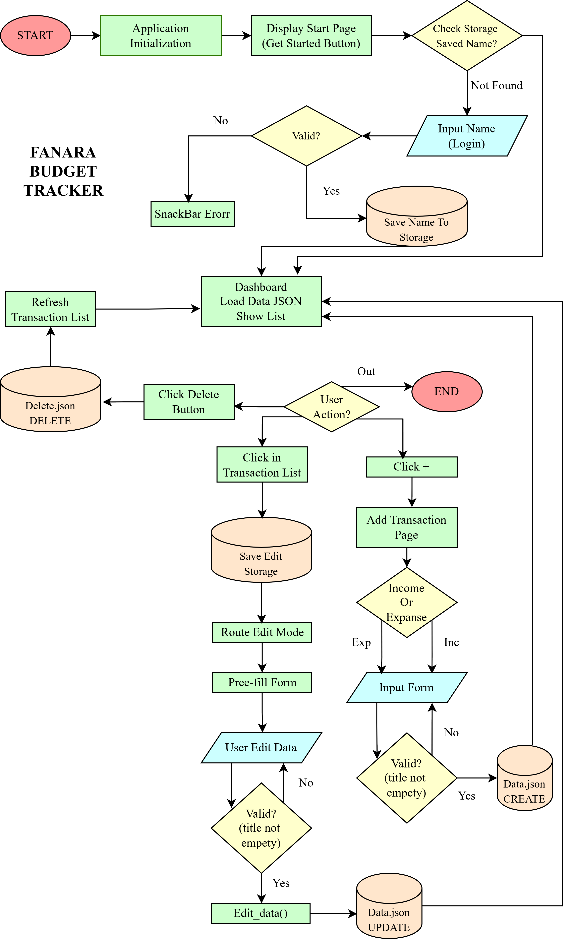 START
Application
Initialization
Display Start Page
(Get Started Button)
Check Storage
Saved Name?
Not Found
Input Name
(Login)
Valid?
No
Yes
SnackBar Erorr
Save Name To
Storage
FANARA
BUDGET
TRACKER
Dashboard
Load Data JSON
Show List
Refresh
Transaction List
Delete.json
DELETE
Click Delete
Button
User
Action?
Out
END
Click in
Transaction List
Click +
Save Edit
Storage
Add Transaction
Page
Income
Or
Expanse
Exp
Inc
Route Edit Mode
Pree-fill Form
Input Form
User Edit Data
No
Valid?
(title not
empety)
Yes
Data.json
CREATE
No
Valid?
(title not
empety)
Yes
Edit_data()
Data.json
UPDATE